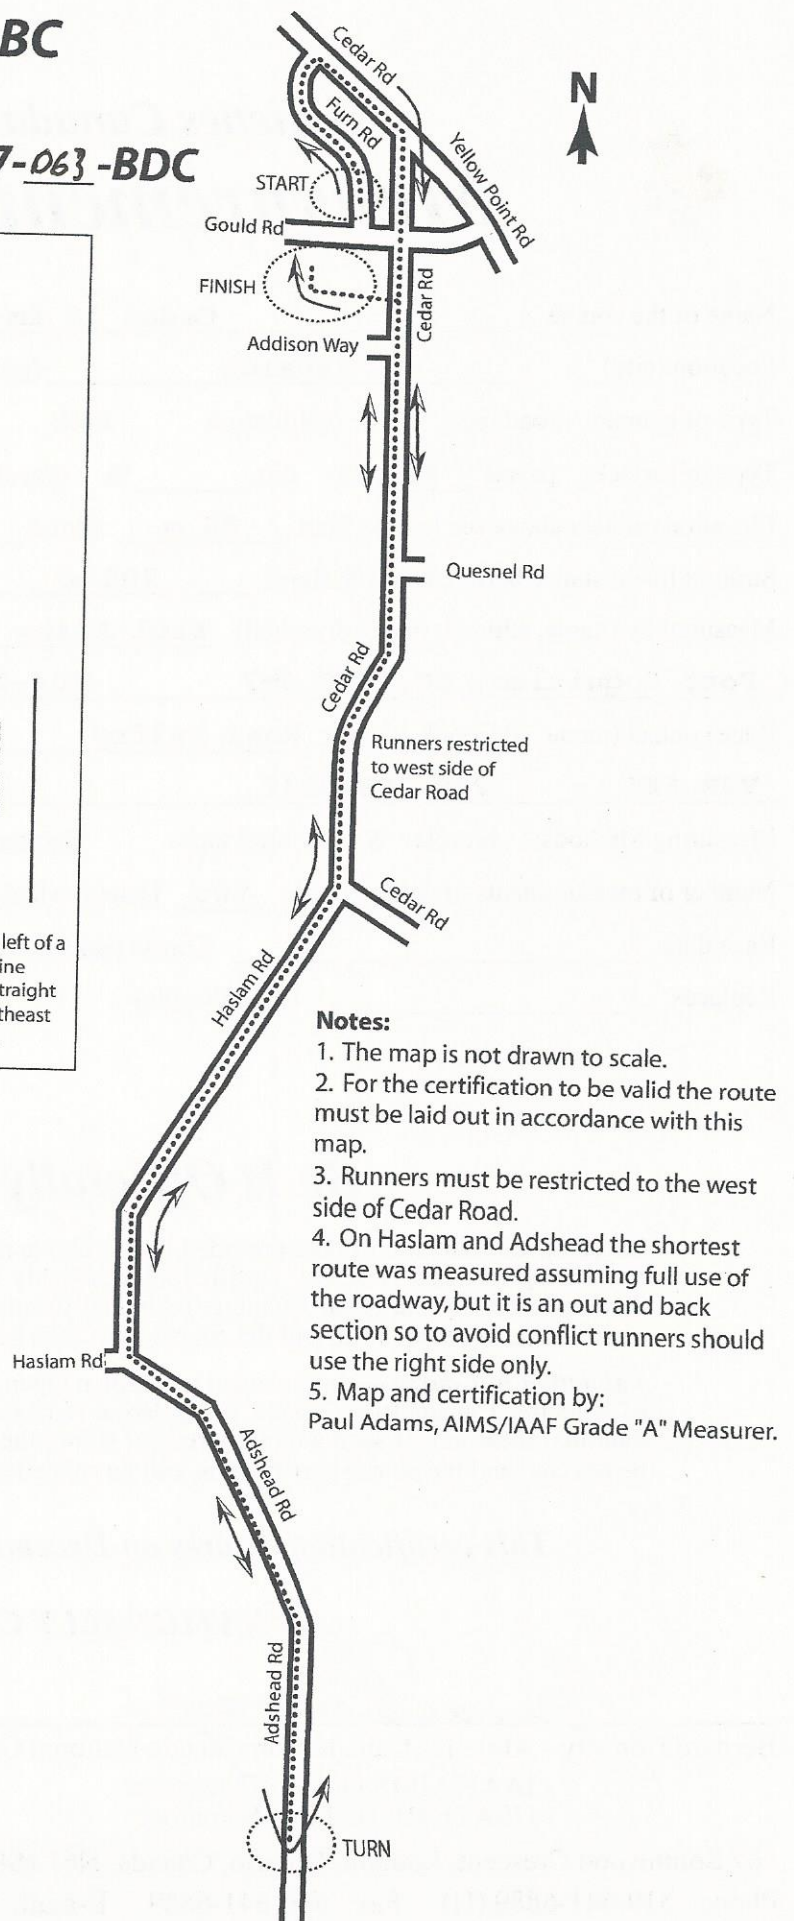 BC
7-063-BDC
N
Cedar Rd
Furn Rd
Yellow Point Rd
START
Gould Rd
FINISH
Cedar Rd
Addison Way
Quesnel Rd
Cedar Rd
Runners restricted
to west side of
Cedar Road
Cedar Rd
left of a
ine
traight
theast
Haslam Rd
Notes:
1. The map is not drawn to scale.
2. For the certification to be valid the route
must be laid out in accordance with this
map.
3. Runners must be restricted to the west
side of Cedar Road.
4. On Haslam and Adshead the shortest
route was measured assuming full use of
the roadway, but it is an out and back
section so to avoid conflict runners should
use the right side only.
5. Map and certification by:
Paul Adams, AIMS/IAAF Grade "A" Measurer.
Haslam Rd
Adshead Rd
Adshead Rd
TURN